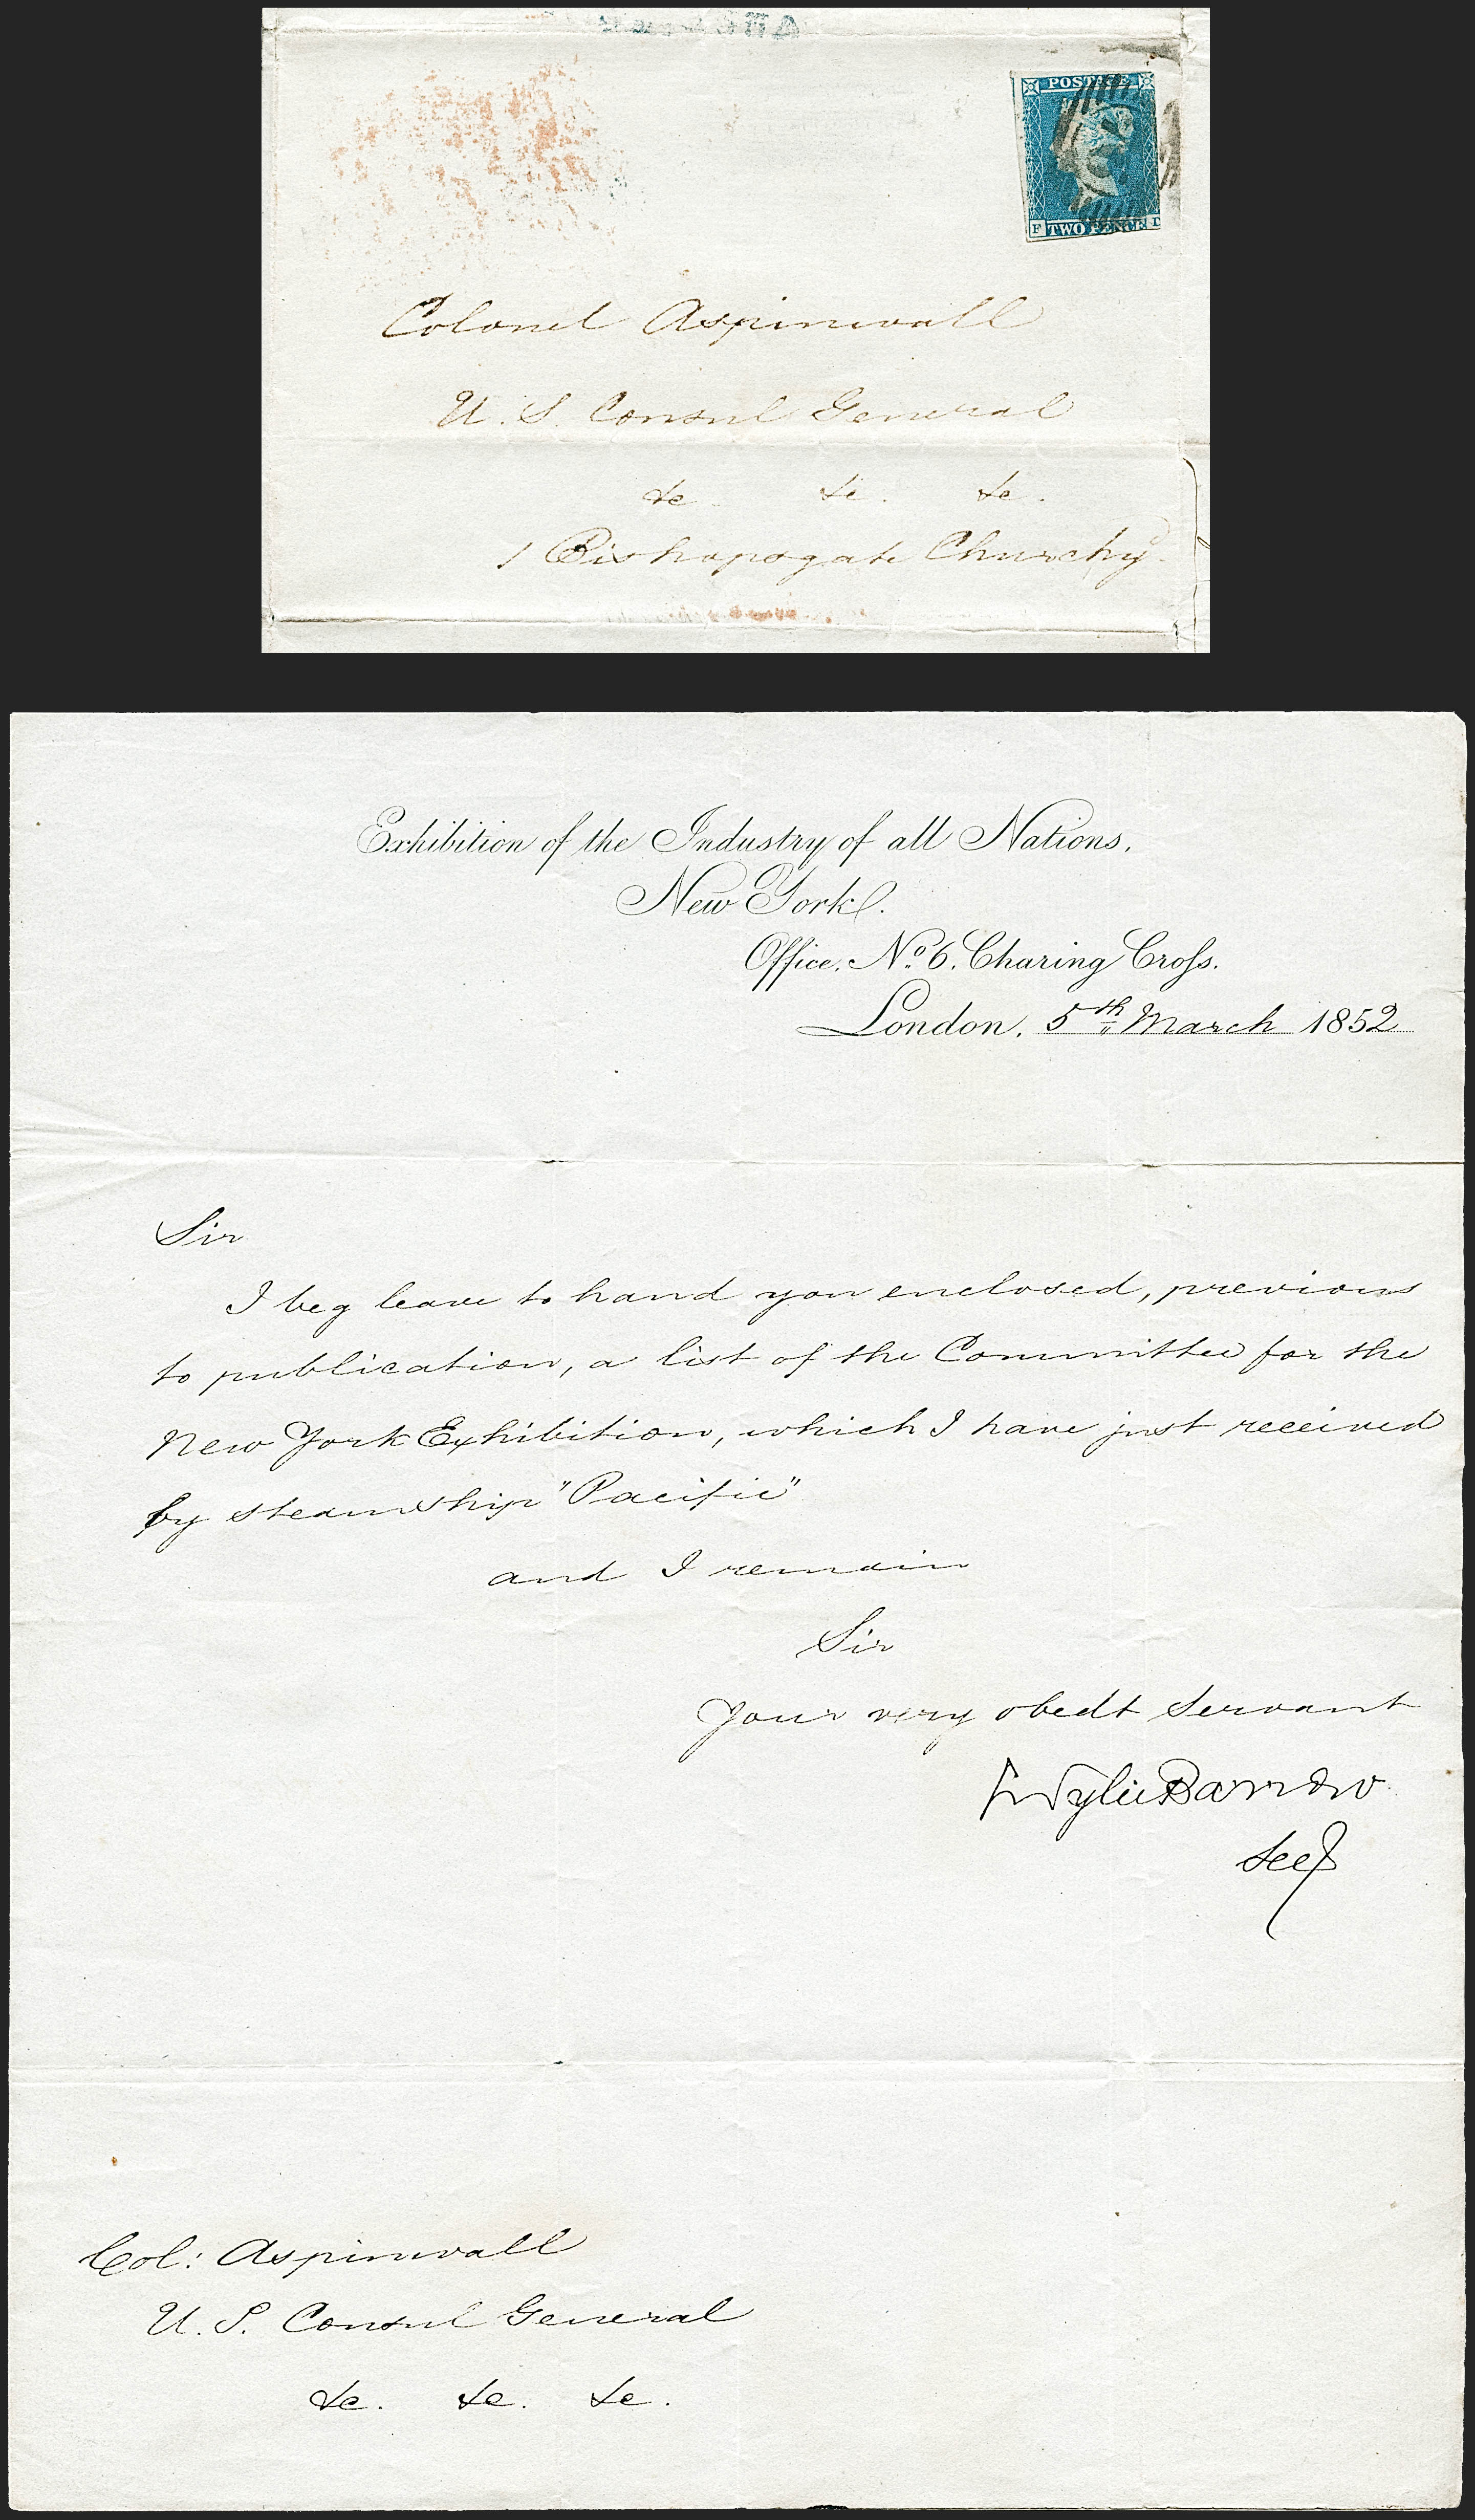 POSTAGE
F TWO PENCE I
Colonel Aspinwall
U. S. Consul General
&c. &c. &c.
1 Bishopsgate Churchy
Exhibition of the Industry of all Nations,
New York.
Office, No. 6, Charing Cross.
London, 5th March 1852
Sir
I beg leave to hand you enclosed, previous
to publication, a list of the Committee for the
New York Exhibition, which I have just received
by steamship "Pacific"
and I remain
Sir
Your very obedt Servant
Wylie Barrow
Secy
Col: Aspinwall
U. S. Consul General
&c. &c. &c.